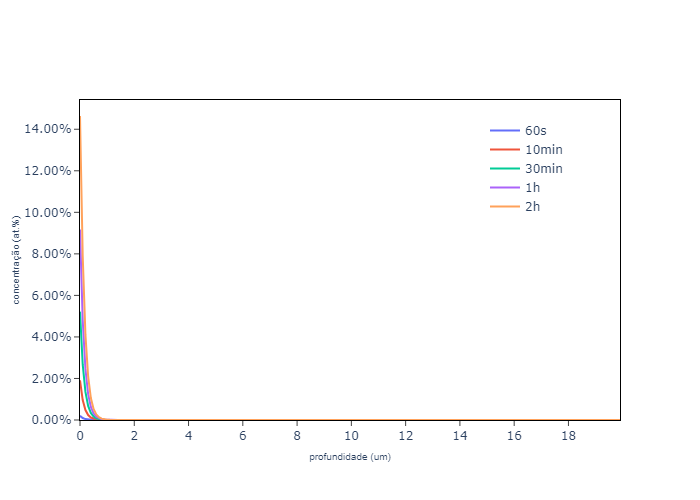 14.00%
12.00%
10.00%
8.00%
6.00%
4.00%
2.00%
0.00%
concentração (at.%)
0 2 4 6 8 10 12 14 16 18
profundidade (um)
60s
10min
30min
1h
2h